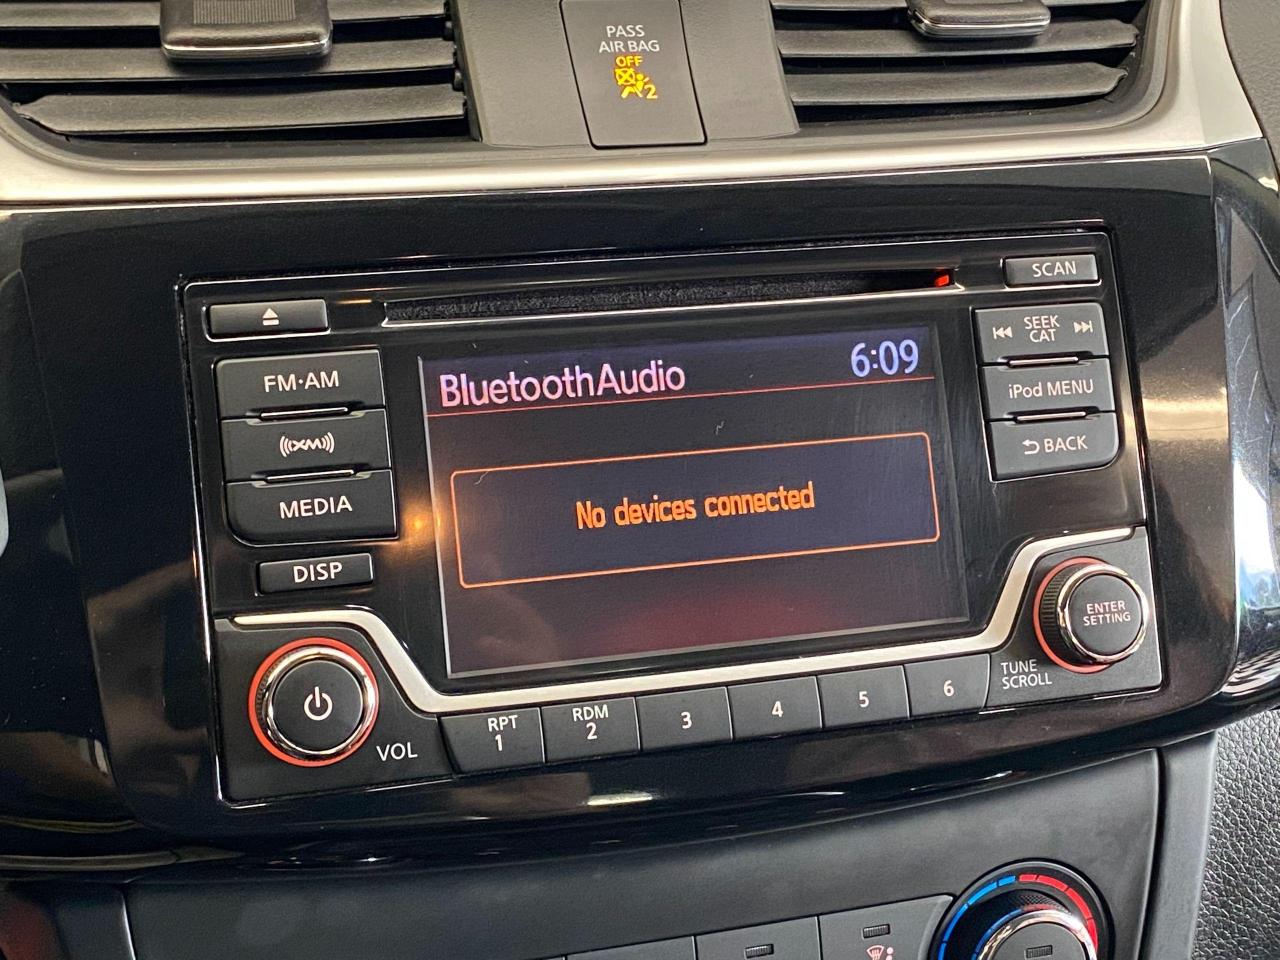 PASS
AIR BAG
OFF
2
SCAN
SEEK
CAT
FM·AM
BluetoothAudio 6:09
iPod MENU
XM
BACK
No devices connected
MEDIA
DISP
ENTER
SETTING
TUNE
SCROLL
VOL
RPT
1
RDM
2
3
4
5
6